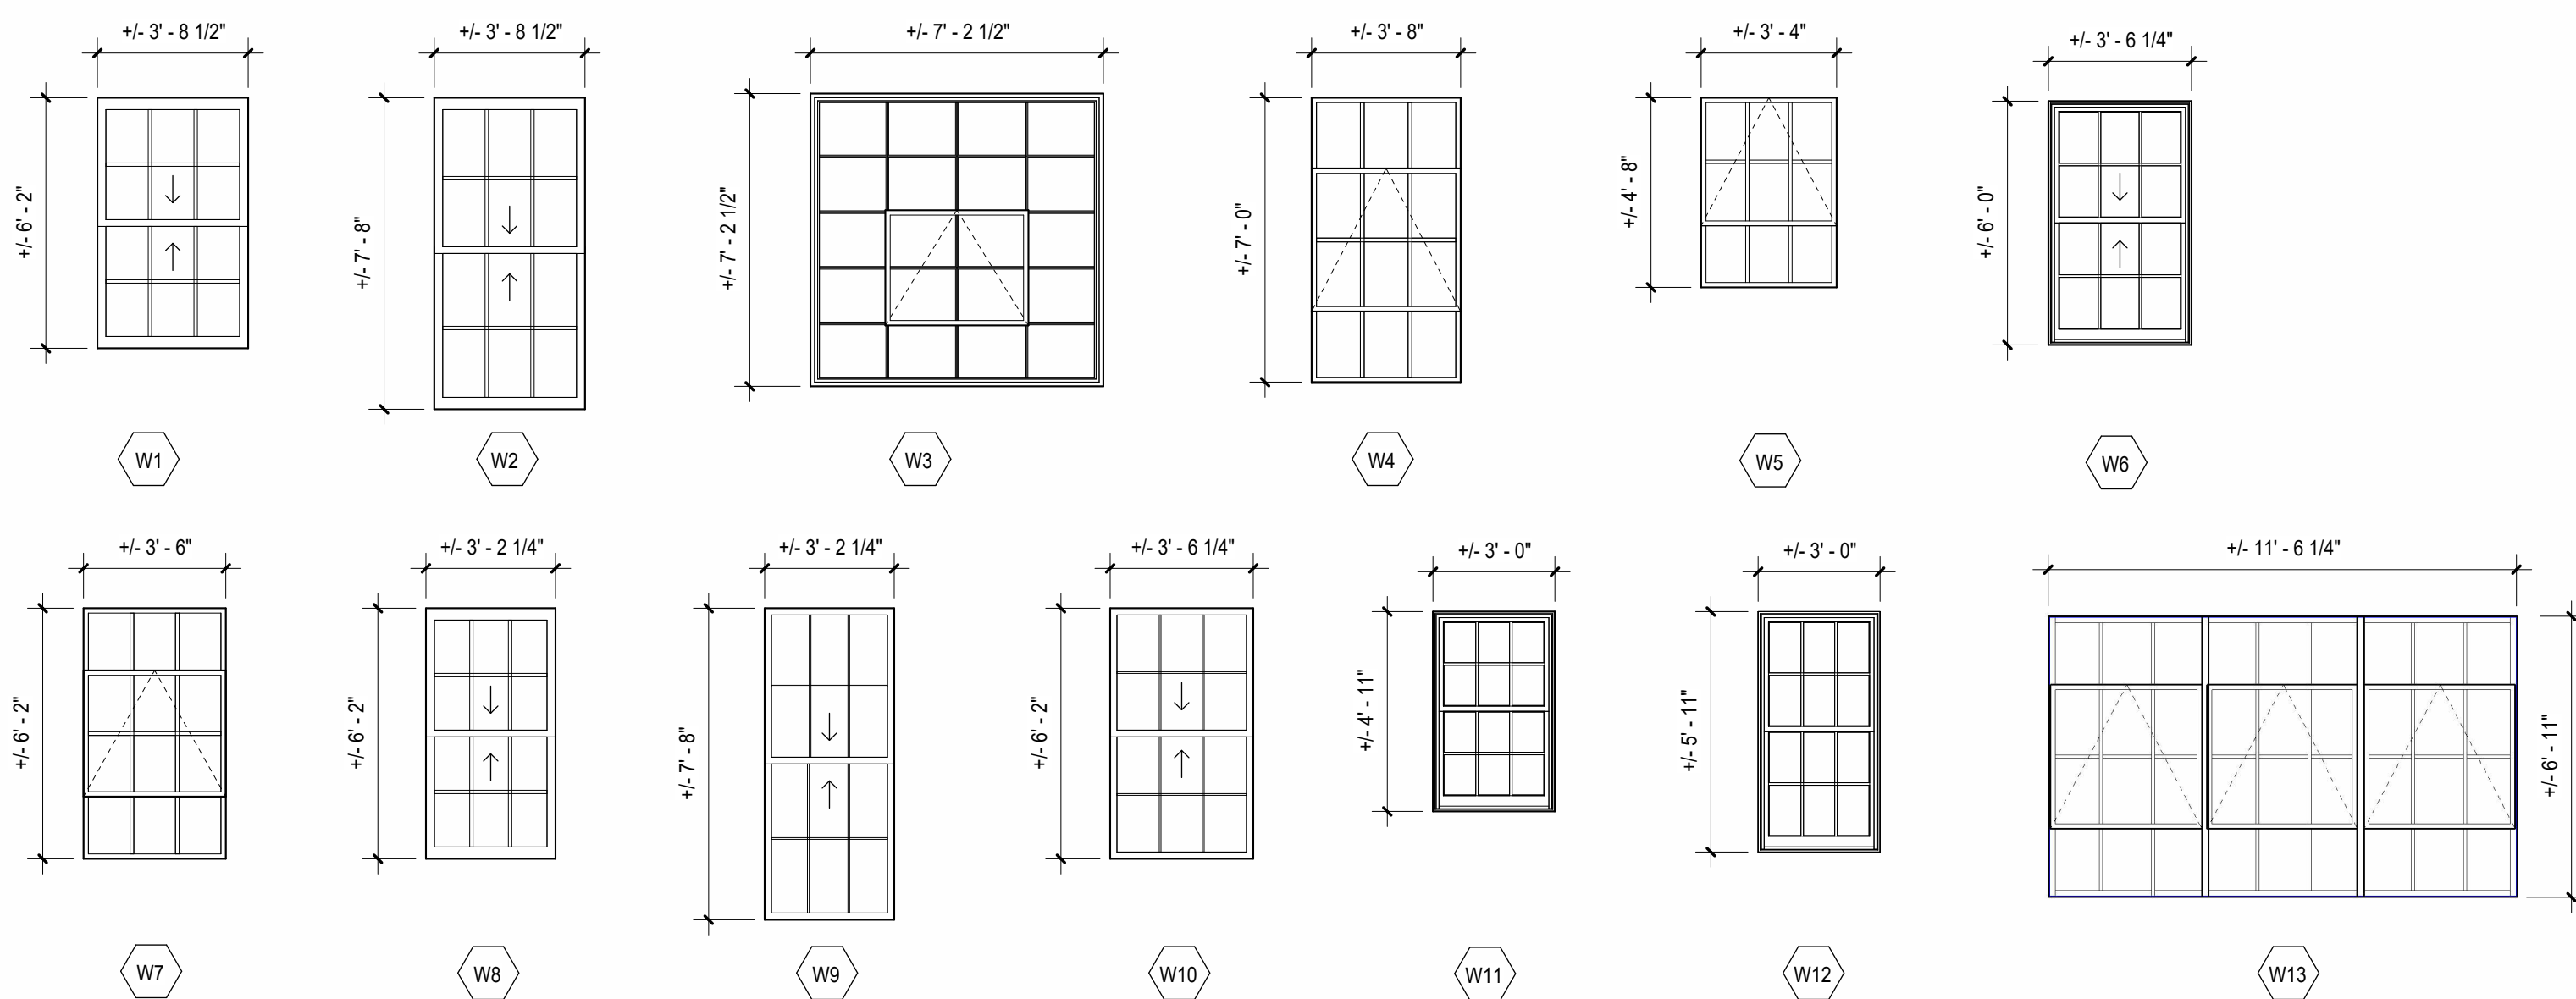 +/- 3' - 8 1/2"
+/- 6' - 2"
W1
+/- 3' - 8 1/2"
+/- 7' - 8"
W2
+/- 7' - 2 1/2"
+/- 7' - 2 1/2"
W3
+/- 3' - 8"
+/- 7' - 0"
W4
+/- 3' - 4"
+/- 4' - 8"
W5
+/- 3' - 6 1/4"
+/- 6' - 0"
W6
+/- 3' - 6"
+/- 6' - 2"
W7
+/- 3' - 2 1/4"
+/- 6' - 2"
W8
+/- 3' - 2 1/4"
+/- 7' - 8"
W9
+/- 3' - 6 1/4"
+/- 6' - 2"
W10
+/- 3' - 0"
+/- 4' - 11"
W11
+/- 3' - 0"
+/- 5' - 11"
W12
+/- 11' - 6 1/4"
+/- 6' - 11"
W13